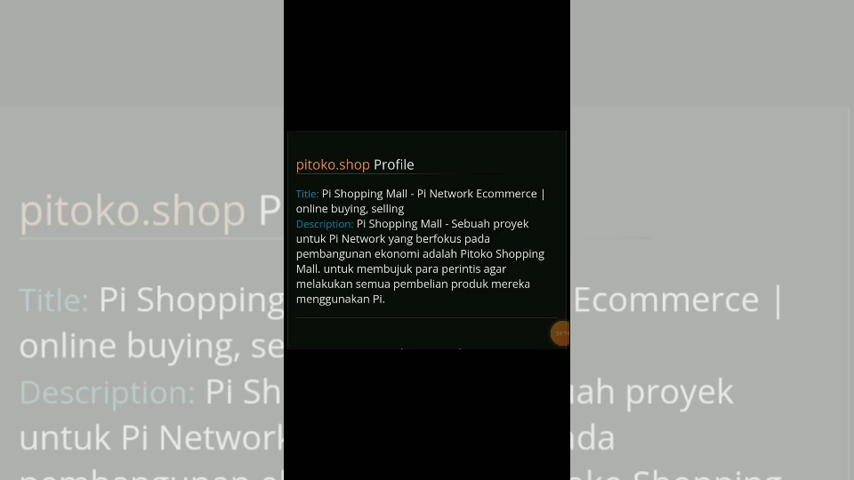 pitoko.shop Profile
Title: Pi Shopping Mall - Pi Network Ecommerce |
online buying, selling
Description: Pi Shopping Mall - Sebuah proyek
untuk Pi Network yang berfokus pada
pembangunan ekonomi adalah Pitoko Shopping
Mall. untuk membujuk para perintis agar
melakukan semua pembelian produk mereka
menggunakan Pi.